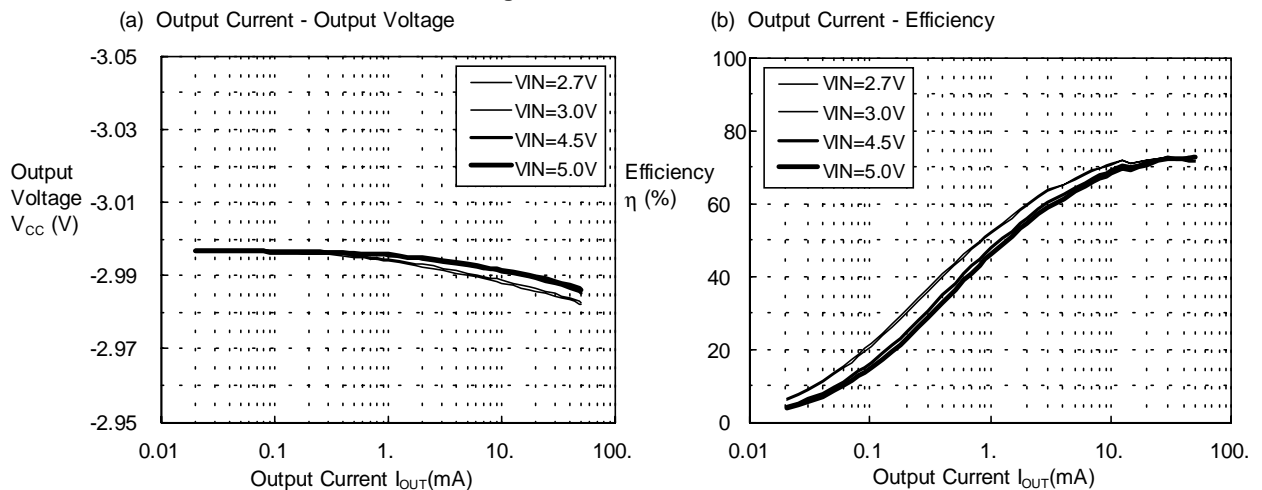 (a) Output Current - Output Voltage
-3.05
-3.03
-3.01
-2.99
-2.97
-2.95
Output
Voltage
VCC (V)
VIN=2.7V
VIN=3.0V
VIN=4.5V
VIN=5.0V
0.01
0.1
1.
10.
100.
Output Current IOUT(mA)
(b) Output Current - Efficiency
100
80
60
40
20
0
Efficiency
η (%)
VIN=2.7V
VIN=3.0V
VIN=4.5V
VIN=5.0V
0.01
0.1
1.
10.
100.
Output Current IOUT(mA)